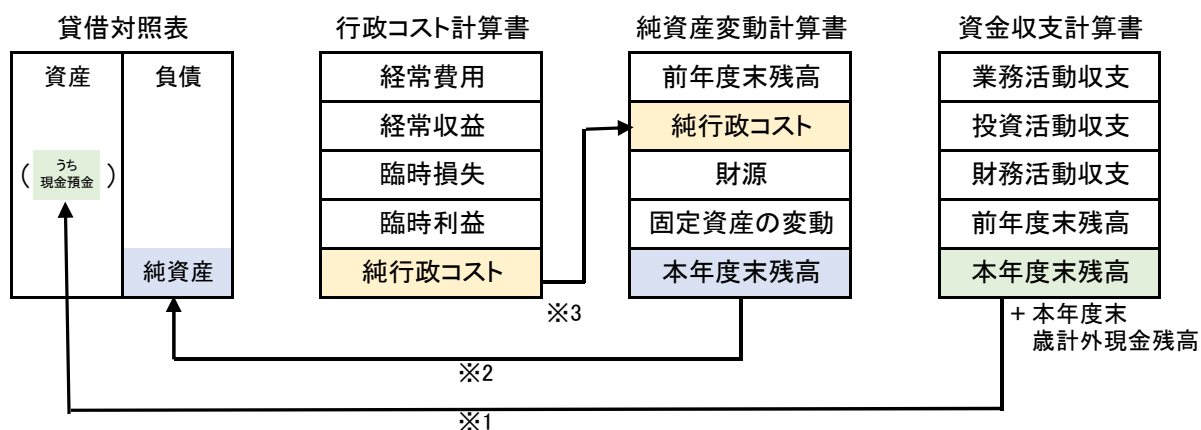 貸借対照表
資産
負債
(うち
現金預金)
純資産
行政コスト計算書
経常費用
経常収益
臨時損失
臨時利益
純行政コスト
純資産変動計算書
前年度末残高
純行政コスト
財源
固定資産の変動
本年度末残高
資金収支計算書
業務活動収支
投資活動収支
財務活動収支
前年度末残高
本年度末残高
+ 本年度末
歳計外現金残高
※3
※2
※1